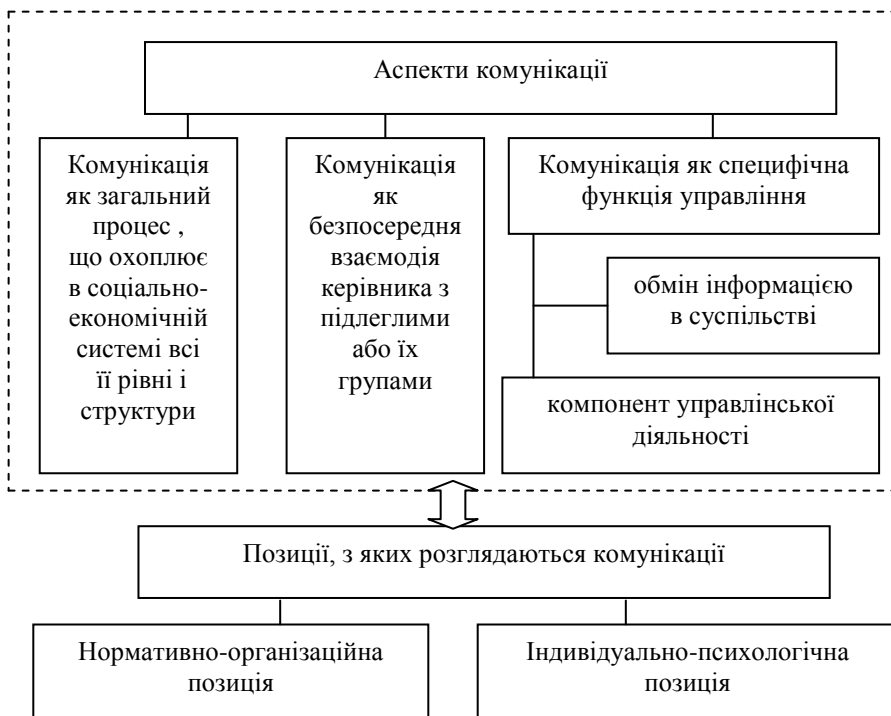 Аспекти комунікації
Комунікація
як загальний
процес ,
що охоплює
в соціально-
економічній
системі всі
її рівні і
структури
Комунікація
як
безпосередня
взаємодія
керівника з
підлеглими
або їх
групами
Комунікація як специфічна
функція управління
обмін інформацією
в суспільстві
компонент управлінської
діяльності
Позиції, з яких розглядаються комунікації
Нормативно-організаційна
позиція
Індивідуально-психологічна
позиція